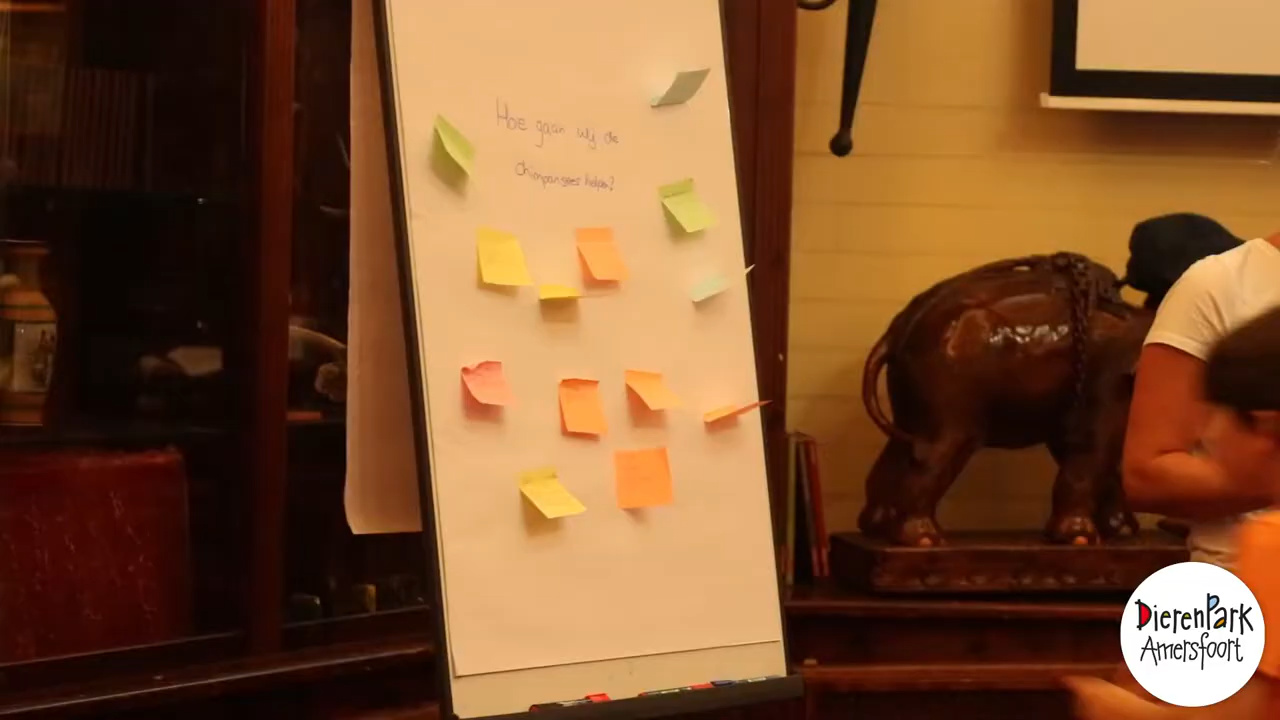 Hoe gaan wij de
chimpansees helpen?
DierenPark
Amersfoort